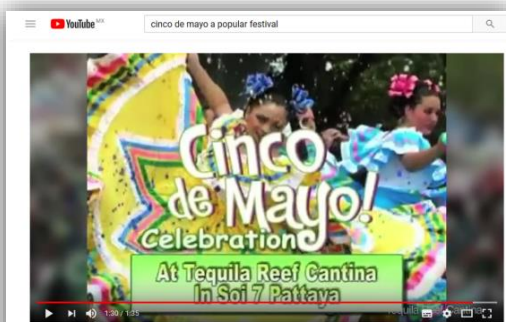 YouTube MX
cinco de mayo a popular festival
Cinco
de Mayo!
Celebration
At Tequila Reef Cantina
In Soi 7 Pattaya
1:30 / 1:35